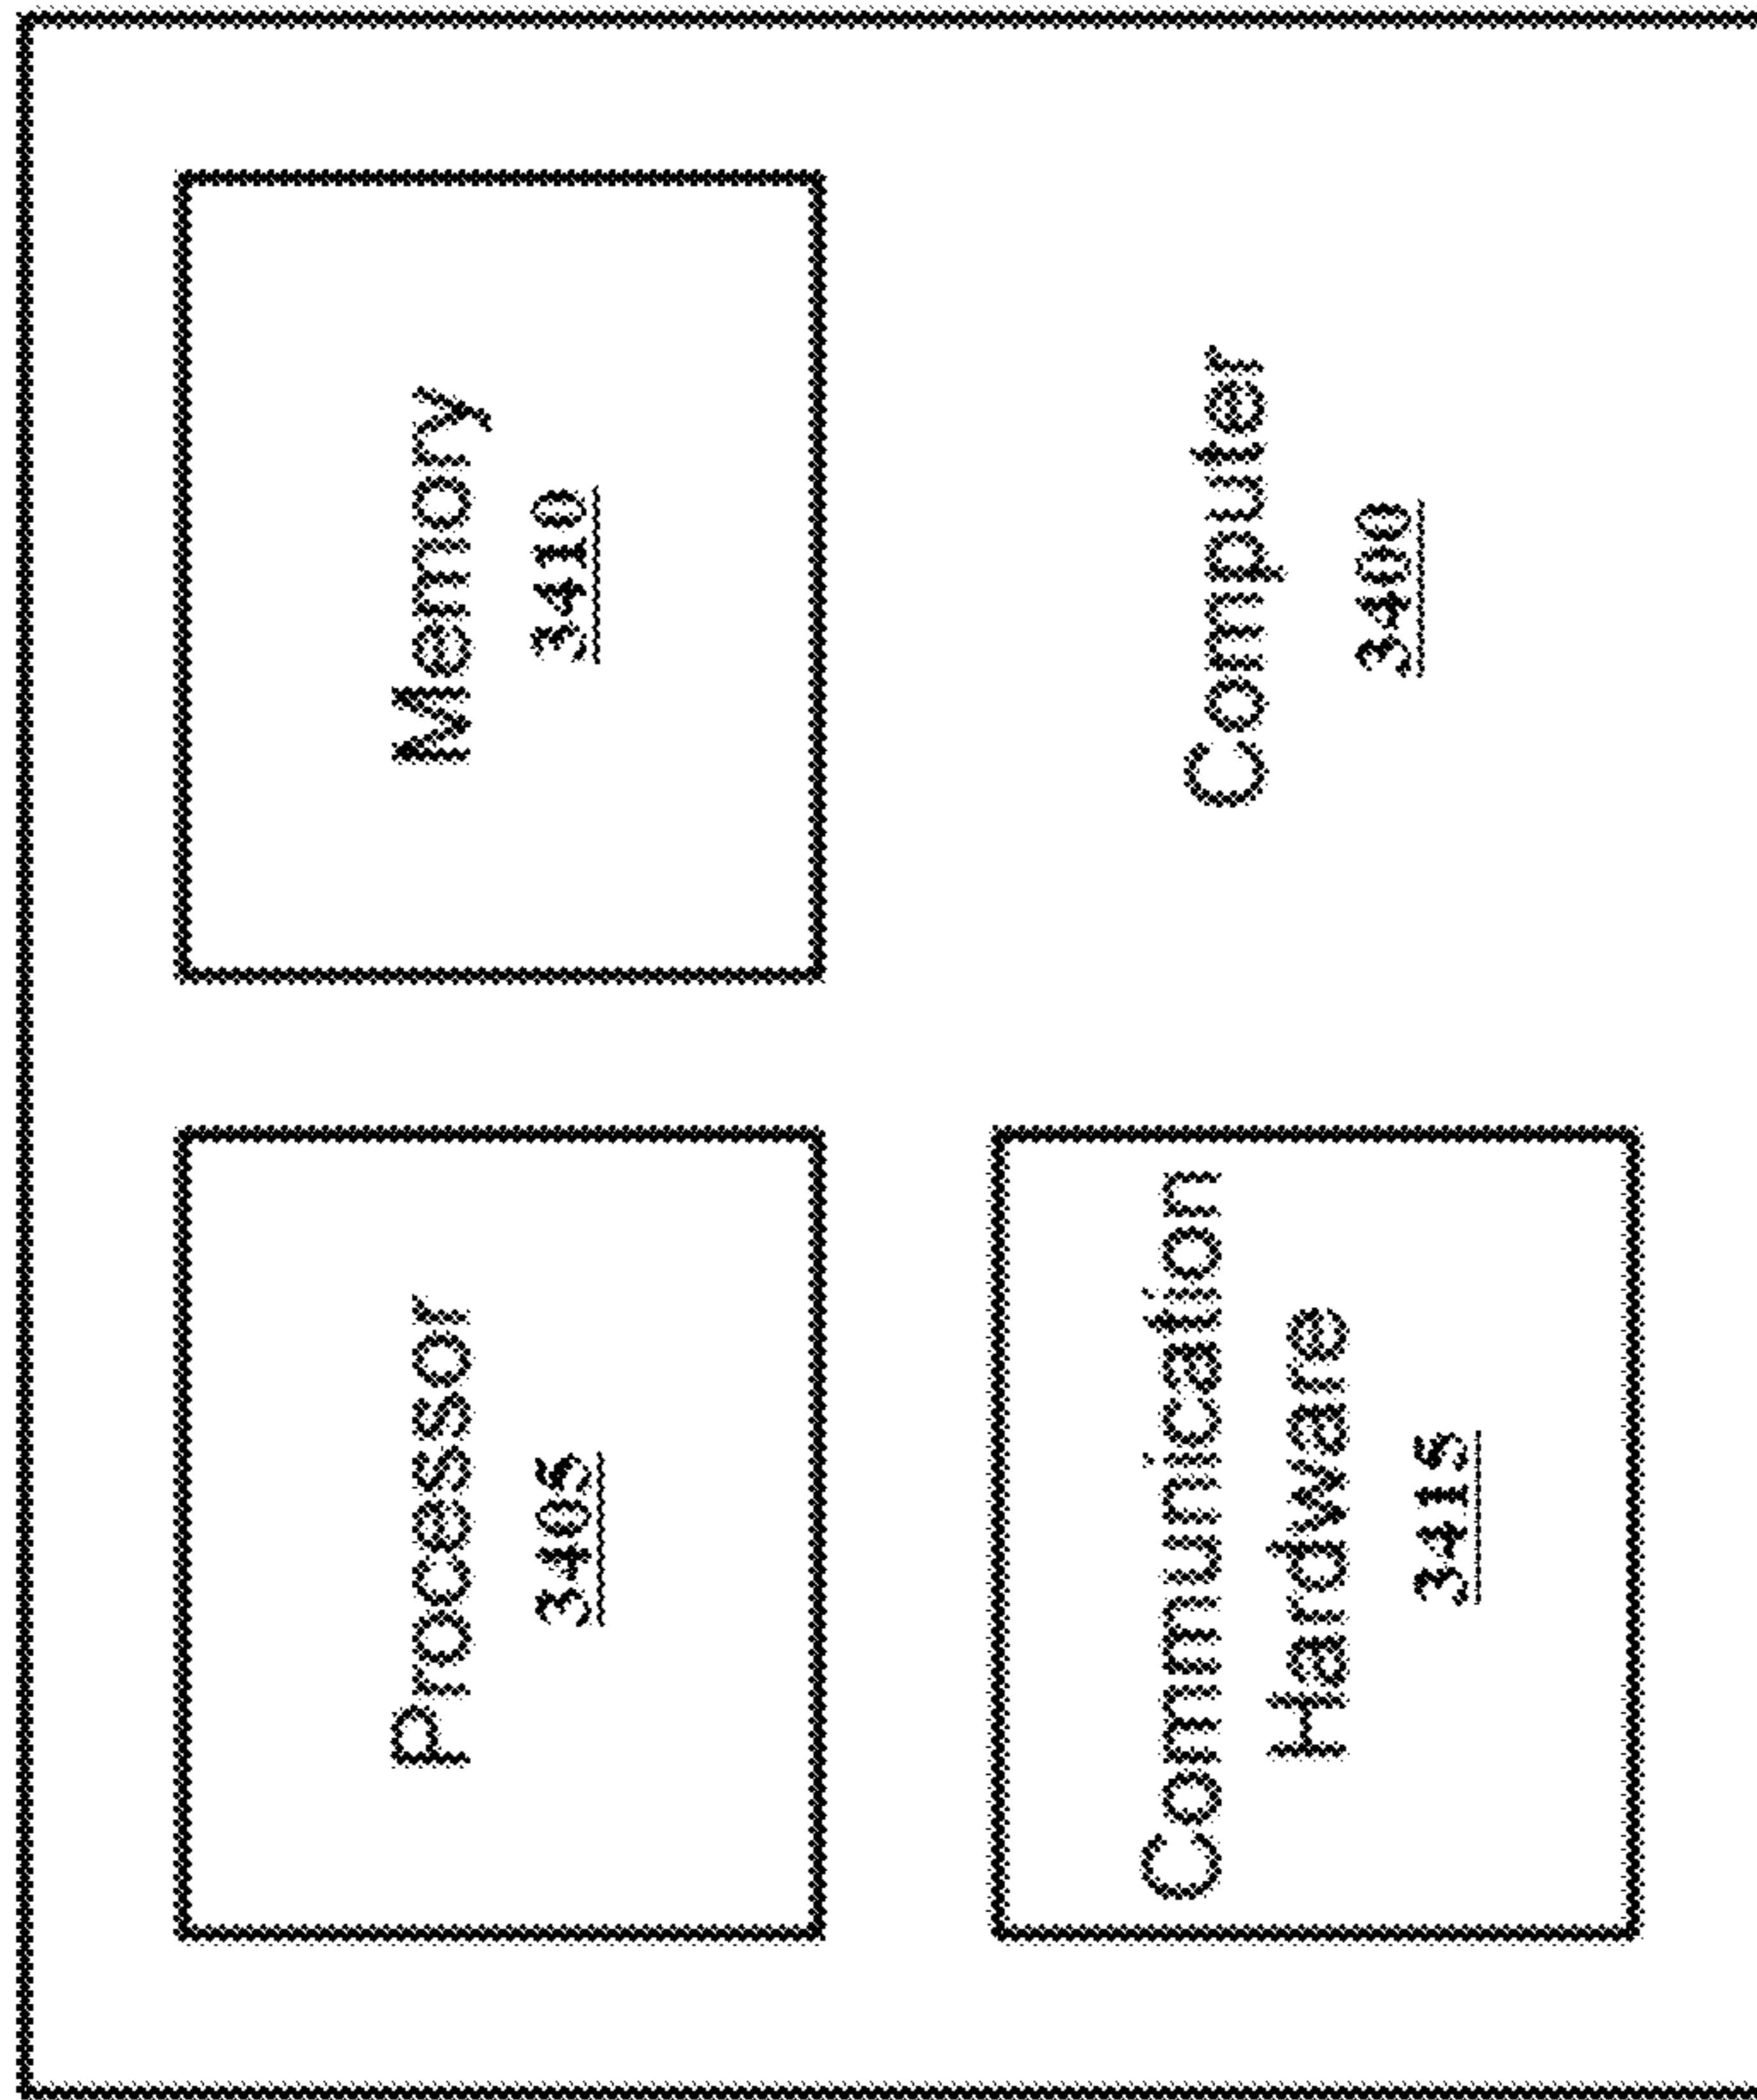 Processor
3405
Memory
3410
Communication
Hardware
3415
Computer
3400